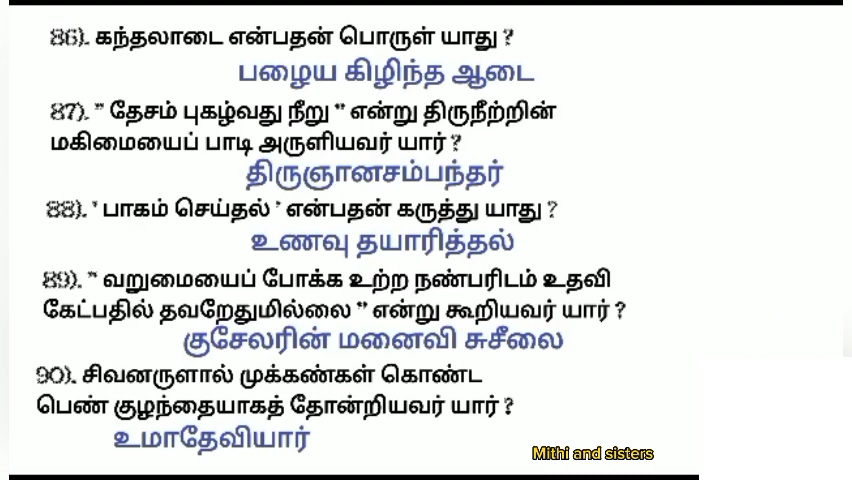 86). கந்தலாடை என்பதன் பொருள் யாது ?
பழைய கிழிந்த ஆடை
87). " தேசம் புகழ்வது நீறு " என்று திருநீற்றின்
மகிமையைப் பாடி அருளியவர் யார் ?
திருஞானசம்பந்தர்
88). ' பாகம் செய்தல் ' என்பதன் கருத்து யாது ?
உணவு தயாரித்தல்
89). " வறுமையைப் போக்க உற்ற நண்பரிடம் உதவி
கேட்பதில் தவறேதுமில்லை " என்று கூறியவர் யார் ?
குசேலரின் மனைவி சுசீலை
90). சிவனருளால் முக்கண்கள் கொண்ட
பெண் குழந்தையாகத் தோன்றியவர் யார் ?
உமாதேவியார்
Mithi and sisters